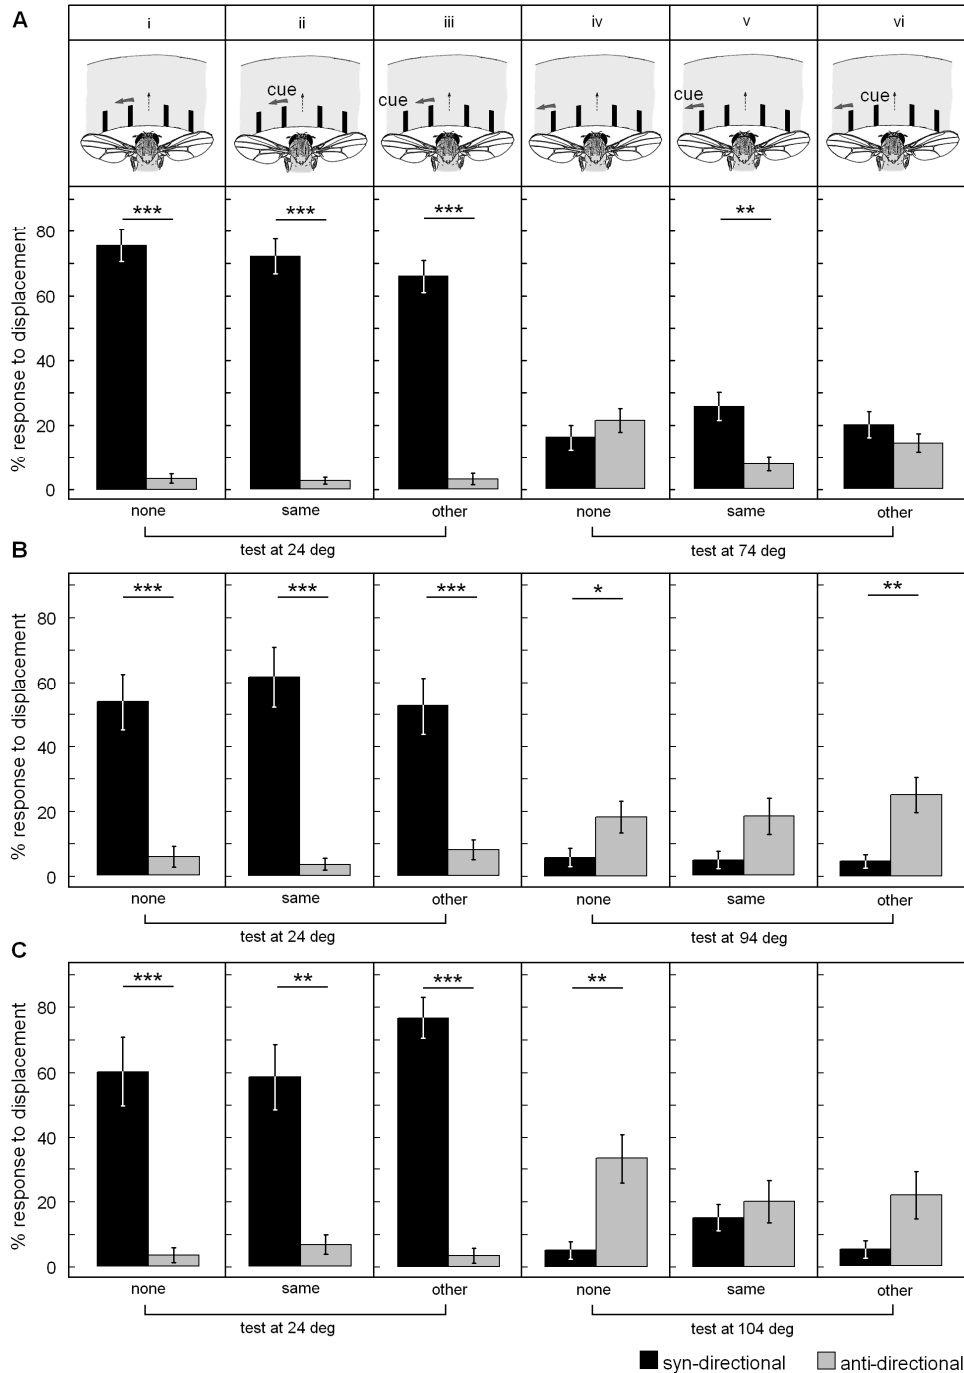 A
i ii iii iv v vi
cue cue cue cue
% response to displacement
*** *** *** **
80
60
40
20
0
none same other none same other
test at 24 deg test at 74 deg
B
% response to displacement
*** *** *** * **
80
60
40
20
0
none same other none same other
test at 24 deg test at 94 deg
C
% response to displacement
*** ** *** **
80
60
40
20
0
none same other none same other
test at 24 deg test at 104 deg
syn-directional anti-directional